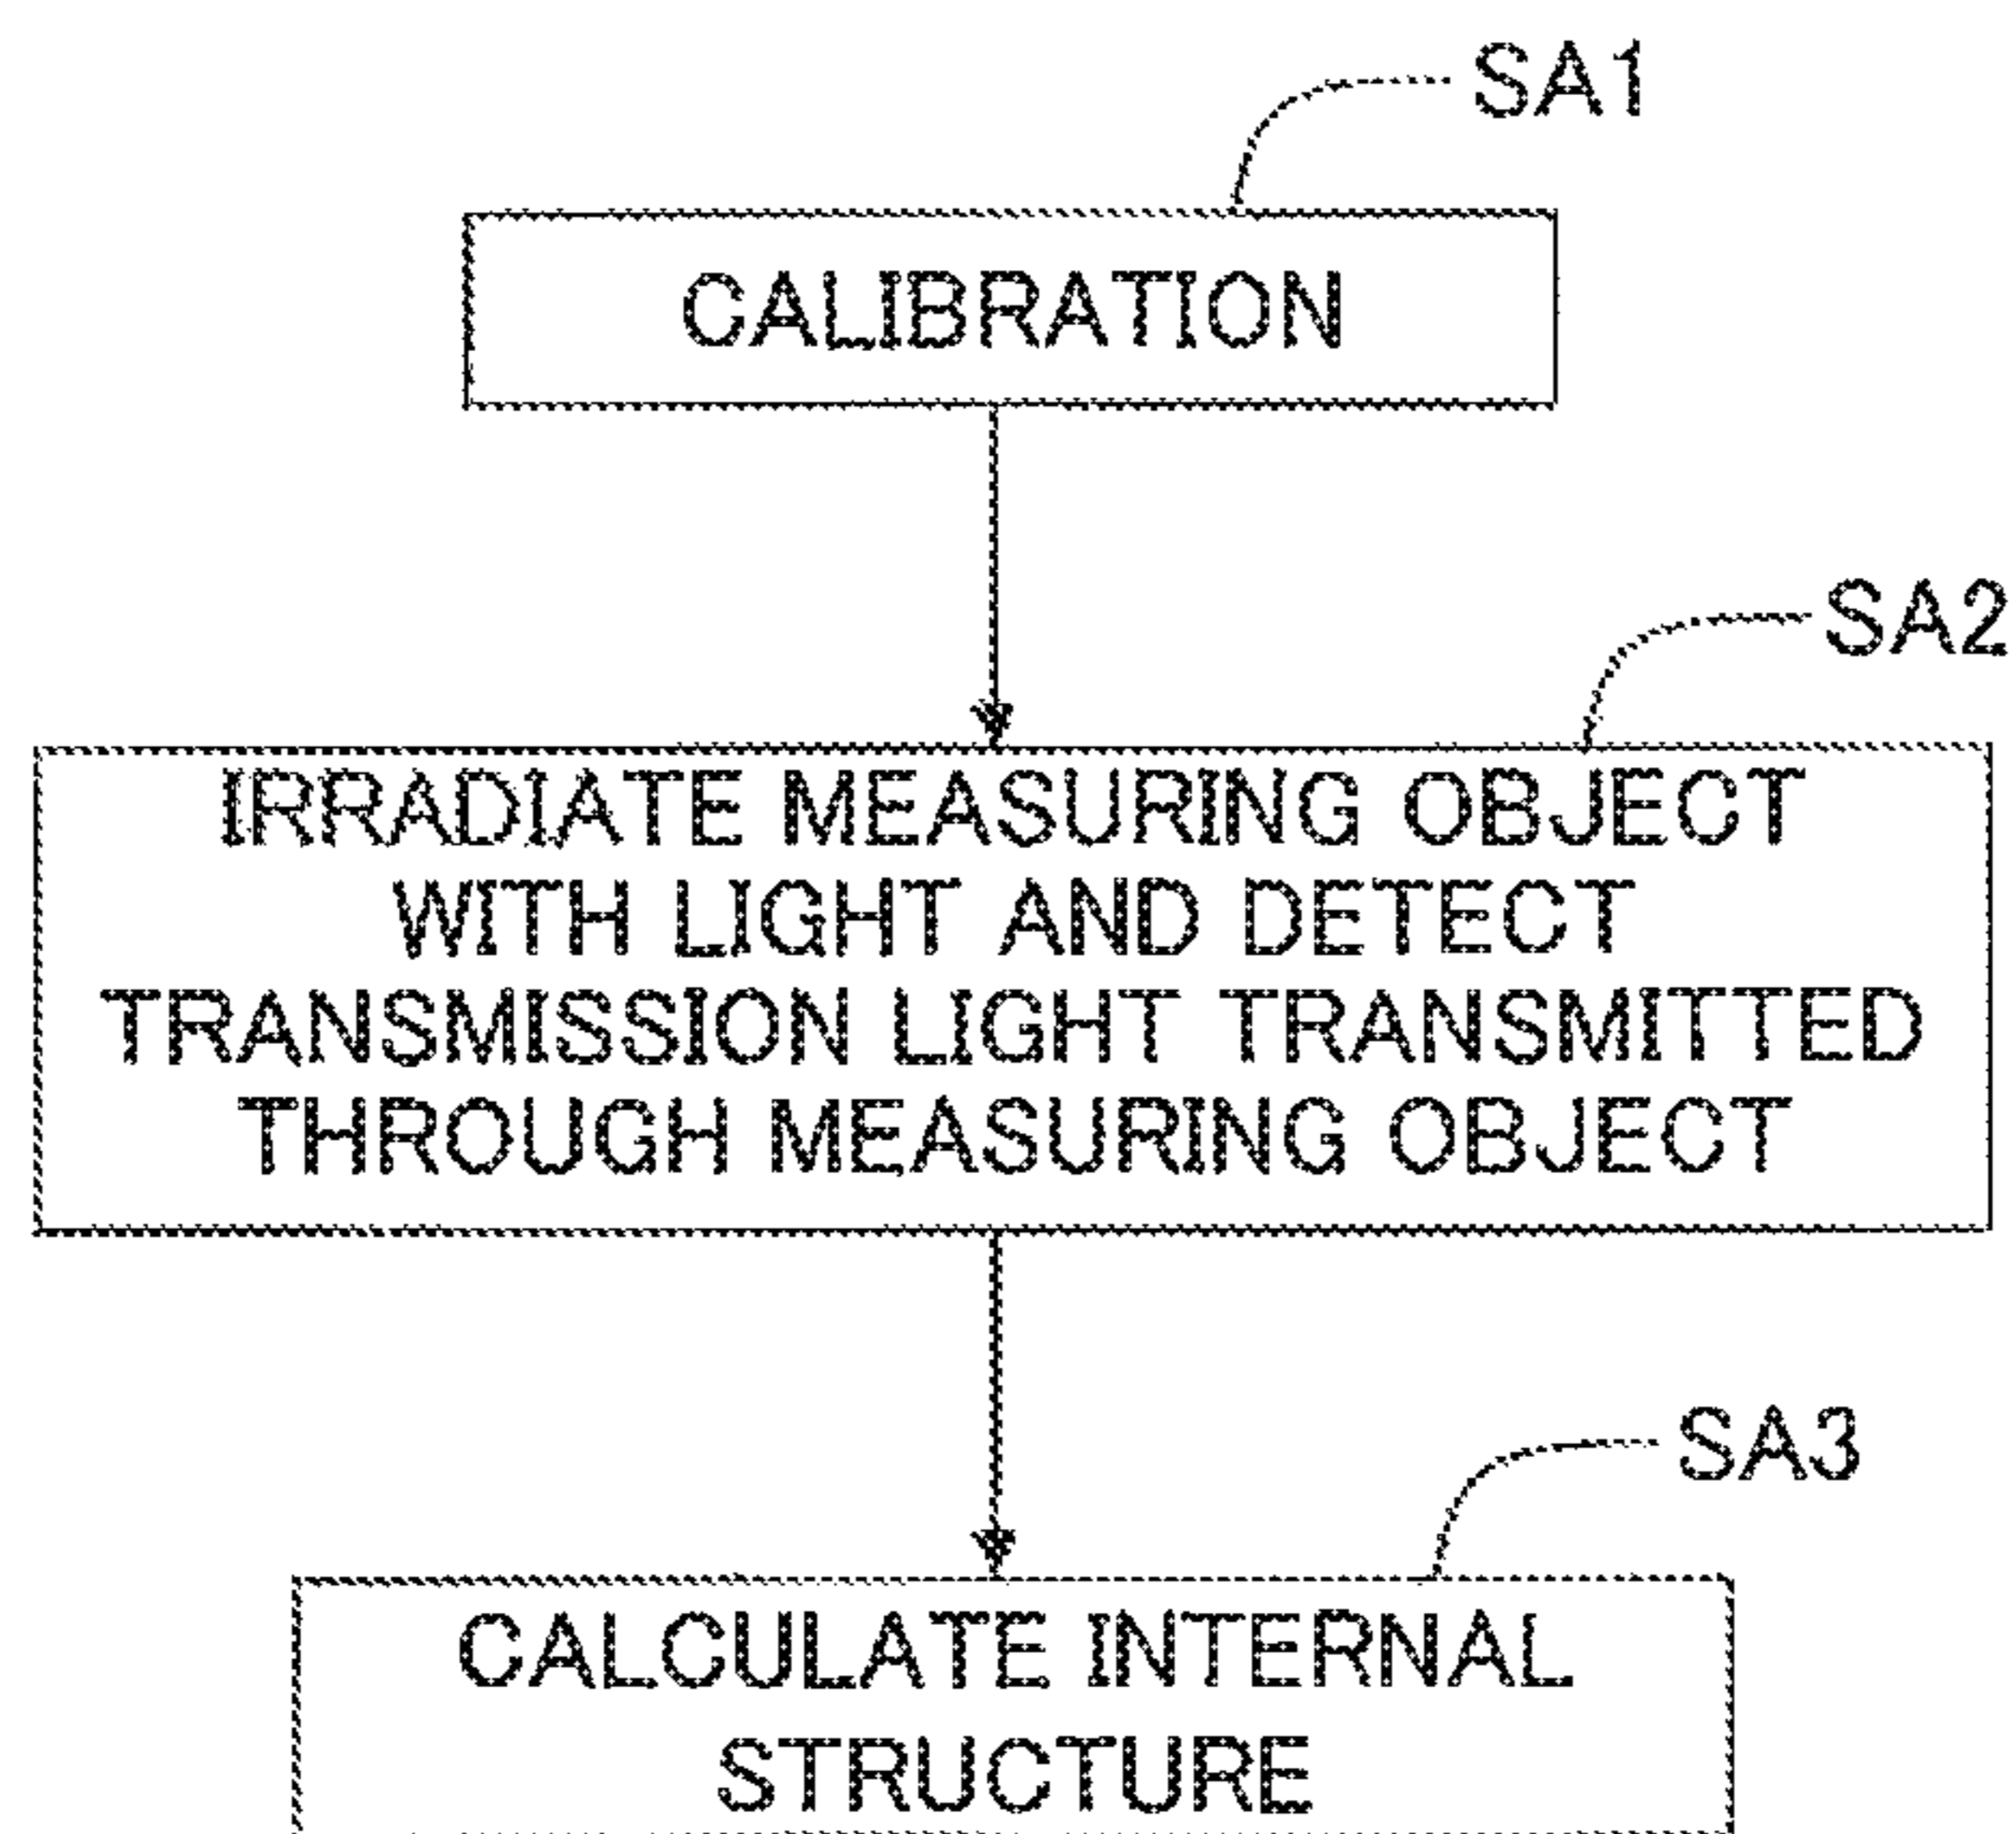 SA1
CALIBRATION
SA2
IRRADIATE MEASURING OBJECT
WITH LIGHT AND DETECT
TRANSMISSION LIGHT TRANSMITTED
THROUGH MEASURING OBJECT
SA3
CALCULATE INTERNAL
STRUCTURE